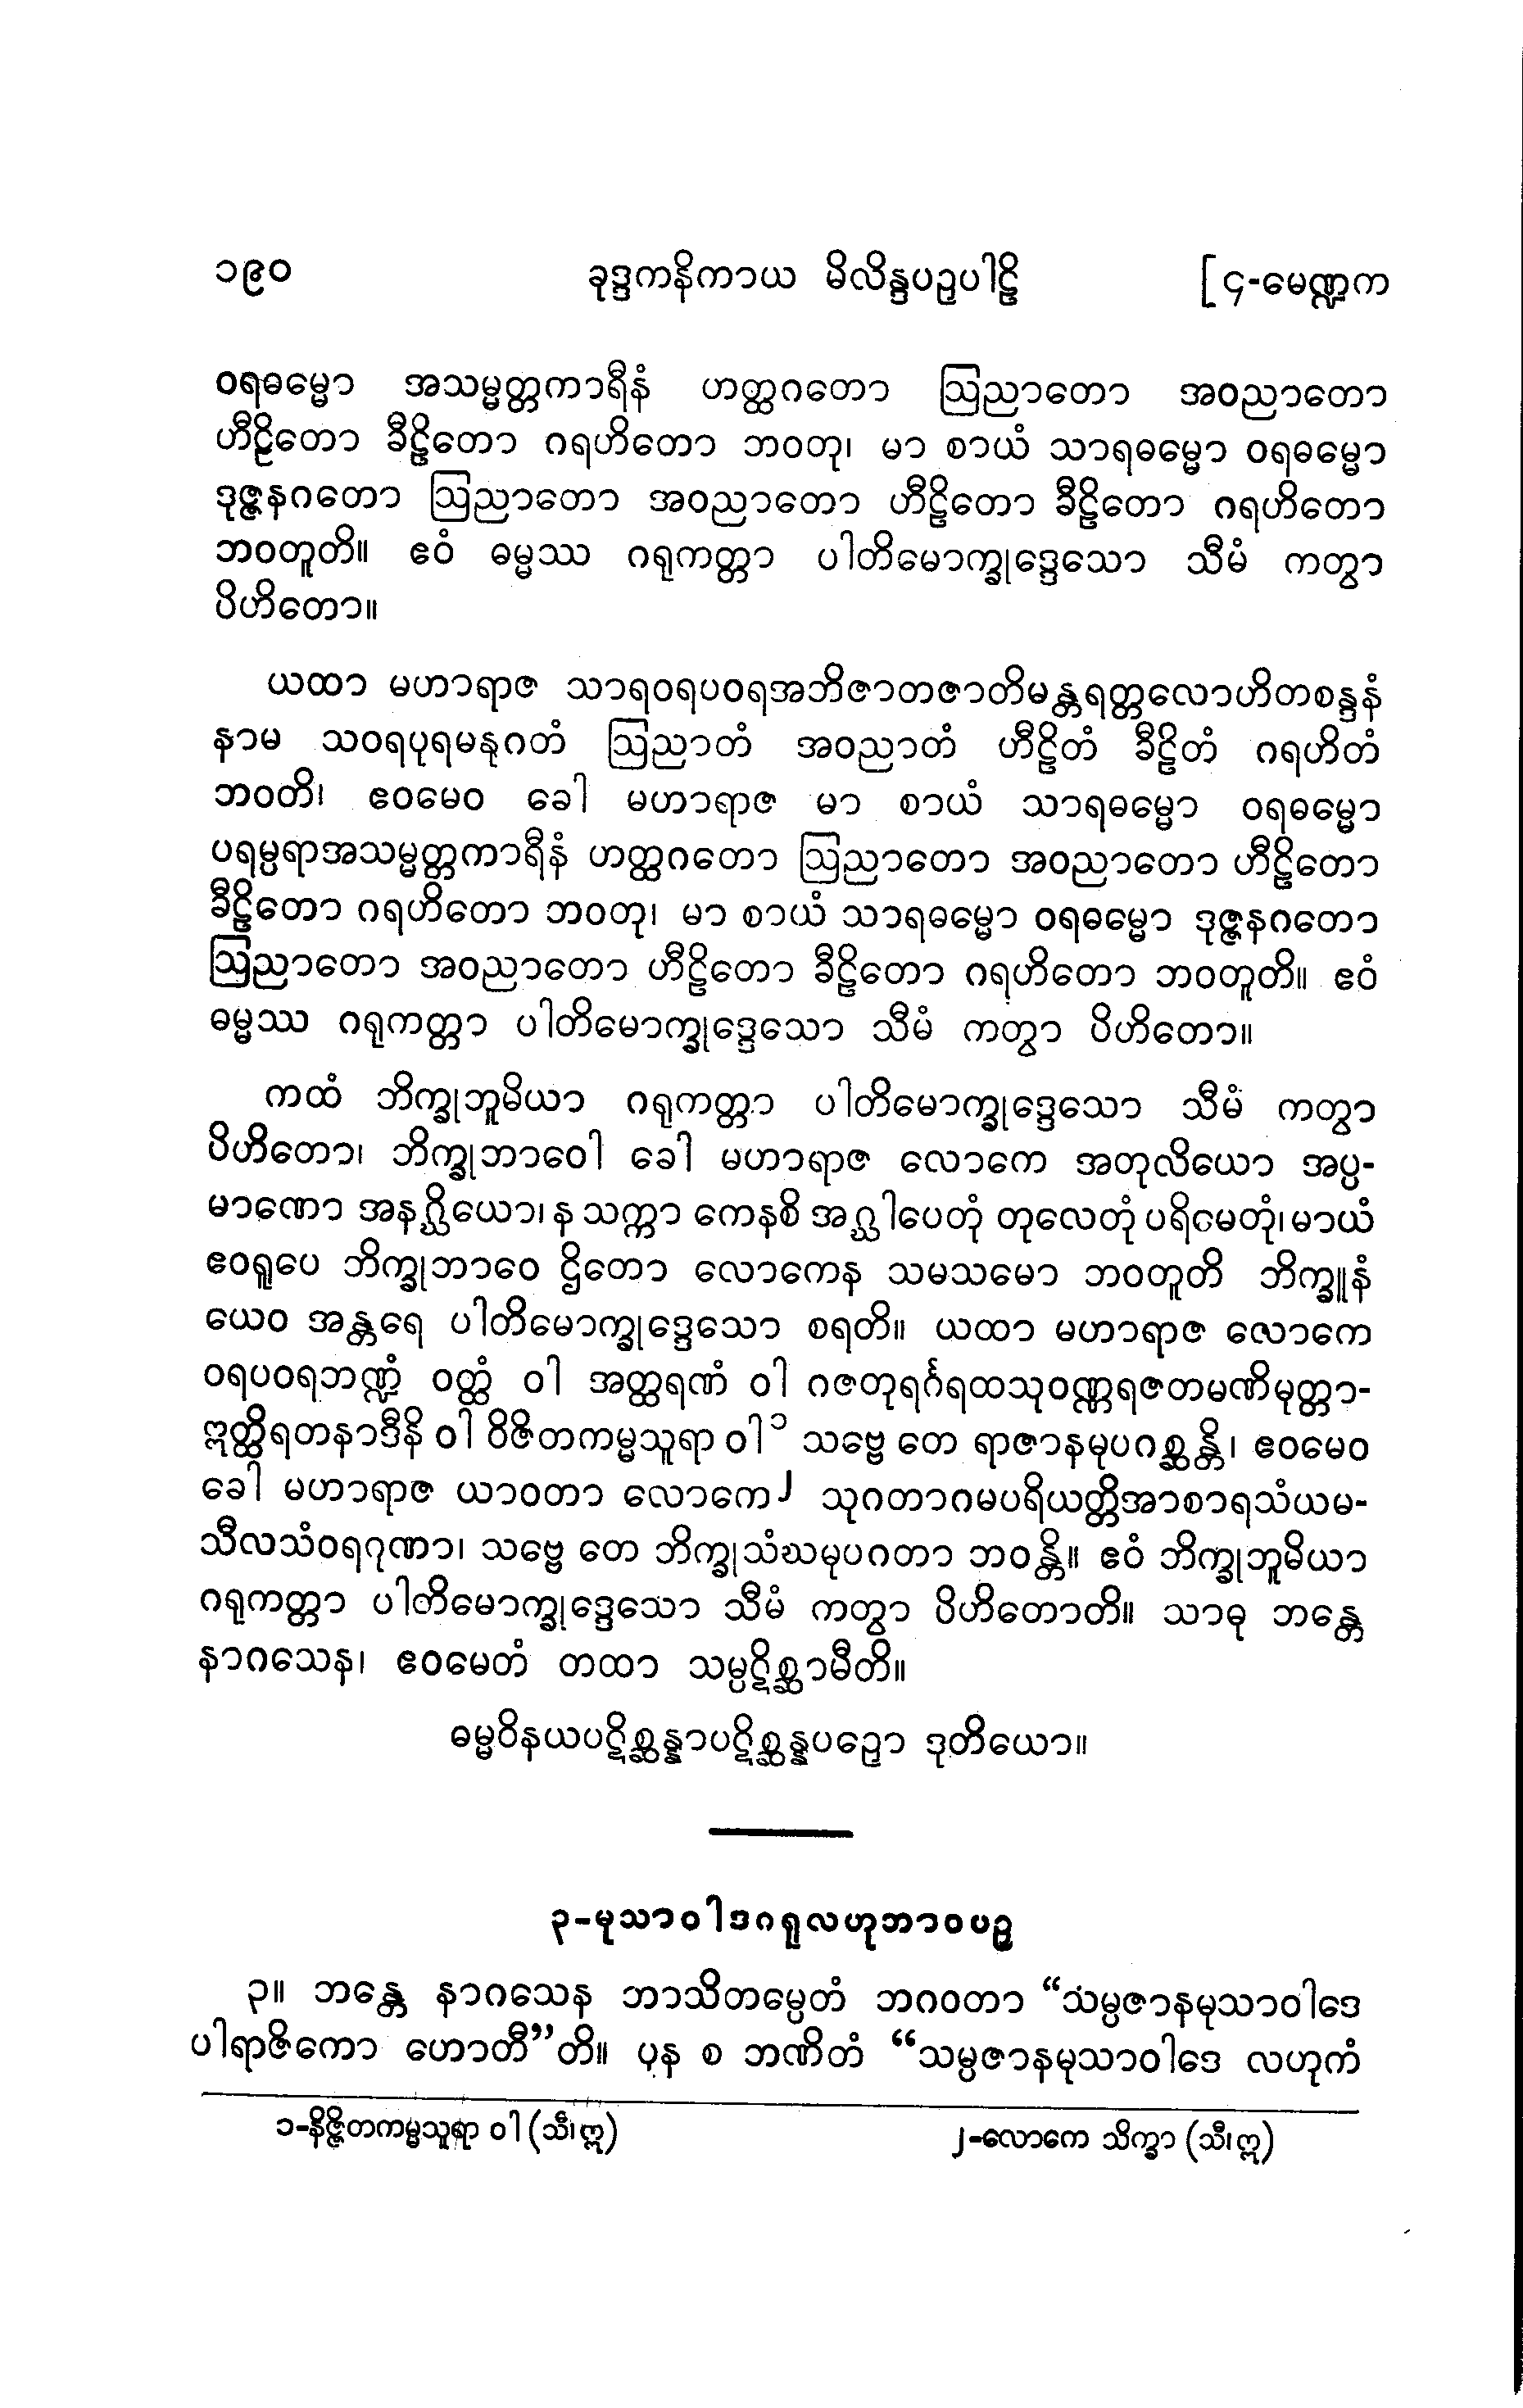 ၁၉၀ ခုဒ္ဒကနိကာယ မိလိန္ဒပဉှပါဠိ [ ၄-မေဏ္ဍက
ဝရဓမ္မော အသမ္မတ္တကာရီနံ ဟတ္ထဂတော ဩညာတော အဝညာတော
ဟီဠိတော ခီဠိတော ဂရဟိတော ဘဝတု၊ မာ စာယံ သာရဓမ္မော ဝရဓမ္မော
ဒုဇ္ဇနဂတော ဩညာတော အဝညာတော ဟီဠိတော ခီဠိတော ဂရဟိတော
ဘဝတူတိ။ ဧဝံ ဓမ္မဿ ဂရုကတ္တာ ပါတိမောက္ခုဒ္ဒေသော သီမံ ကတွာ
ပိဟိတော။
ယထာ မဟာရာဇ သာရဝရပဝရအဘိဇာတဇာတိမန္တရတ္တလောဟိတစန္ဒနံ
နာမ သဝရပုရမနုဂတံ ဩညာတံ အဝညာတံ ဟီဠိတံ ခီဠိတံ ဂရဟိတံ
ဘဝတိ၊ ဧဝမေဝ ခေါ မဟာရာဇ မာ စာယံ သာရဓမ္မော ဝရဓမ္မော
ပရမ္ပရာအသမ္မတ္တကာရီနံ ဟတ္ထဂတော ဩညာတော အဝညာတော ဟီဠိတော
ခီဠိတော ဂရဟိတော ဘဝတု၊ မာ စာယံ သာရဓမ္မော ဝရဓမ္မော ဒုဇ္ဇနဂတော
ဩညာတော အဝညာတော ဟီဠိတော ခီဠိတော ဂရဟိတော ဘဝတူတိ။ ဧဝံ
ဓမ္မဿ ဂရုကတ္တာ ပါတိမောက္ခုဒ္ဒေသော သီမံ ကတွာ ပိဟိတော။
ကထံ ဘိက္ခုဘူမိယာ ဂရုကတ္တာ ပါတိမောက္ခုဒ္ဒေသော သီမံ ကတွာ
ပိဟိတော၊ ဘိက္ခုဘာဝေါ ခေါ မဟာရာဇ လောကေ အတုလိယော အပ္ပ-
မာဏော အနဂ္ဃိယော၊ န သက္ကာ ကေနစိ အဂ္ဃါပေတုံ တုလေတုံ ပရိမေတုံ၊ မာယံ
ဧဝရူပေ ဘိက္ခုဘာဝေ ဌိတော လောကေန သမသမော ဘဝတူတိ ဘိက္ခူနံ
ယေဝ အန္တရေ ပါတိမောက္ခုဒ္ဒေသော စရတိ။ ယထာ မဟာရာဇ လောကေ
ဝရပဝရဘဏ္ဍံ ဝတ္ထံ ဝါ အတ္ထရဏံ ဝါ ဂဇတုရင်္ဂရထသုဝဏ္ဏရဇတမဏိမုတ္တာ-
ဣတ္ထိရတနာဒီနိ ဝါ ဝိဇိတကမ္မသူရာ ဝါ၁ သဗ္ဗေ တေ ရာဇာနမုပဂစ္ဆန္တိ၊ ဧဝမေဝ
ခေါ မဟာရာဇ ယာဝတာ လောကေ၂ သုဂတာဂမပရိယတ္တိအာစာရသံယမ-
သီလသံဝရဂုဏာ၊ သဗ္ဗေ တေ ဘိက္ခုသံဃမုပဂတာ ဘဝန္တိ။ ဧဝံ ဘိက္ခုဘူမိယာ
ဂရုကတ္တာ ပါတိမောက္ခုဒ္ဒေသော သီမံ ကတွာ ပိဟိတောတိ။ သာဓု ဘန္တေ
နာဂသေန၊ ဧဝမေတံ တထာ သမ္ပဋိစ္ဆာမီတိ။
ဓမ္မဝိနယပဋိစ္ဆန္နာပဋိစ္ဆန္နပဉှော ဒုတိယော။
၃-မုသာဝါဒဂရုလဟုဘာဝပဉှ
၃။ ဘန္တေ နာဂသေန ဘာသိတမ္ပေတံ ဘဂဝတာ “သမ္ပဇာနမုသာဝါဒေ
ပါရာဇိကော ဟောတီ”တိ။ ပုန စ ဘဏိတံ “သမ္ပဇာနမုသာဝါဒေ လဟုကံ
၁-နိဇ္ဇိတကမ္မသူရာ ဝါ (သီ၊ ဣ) ၂-လောကေ သိက္ခာ (သီ၊ ဣ)